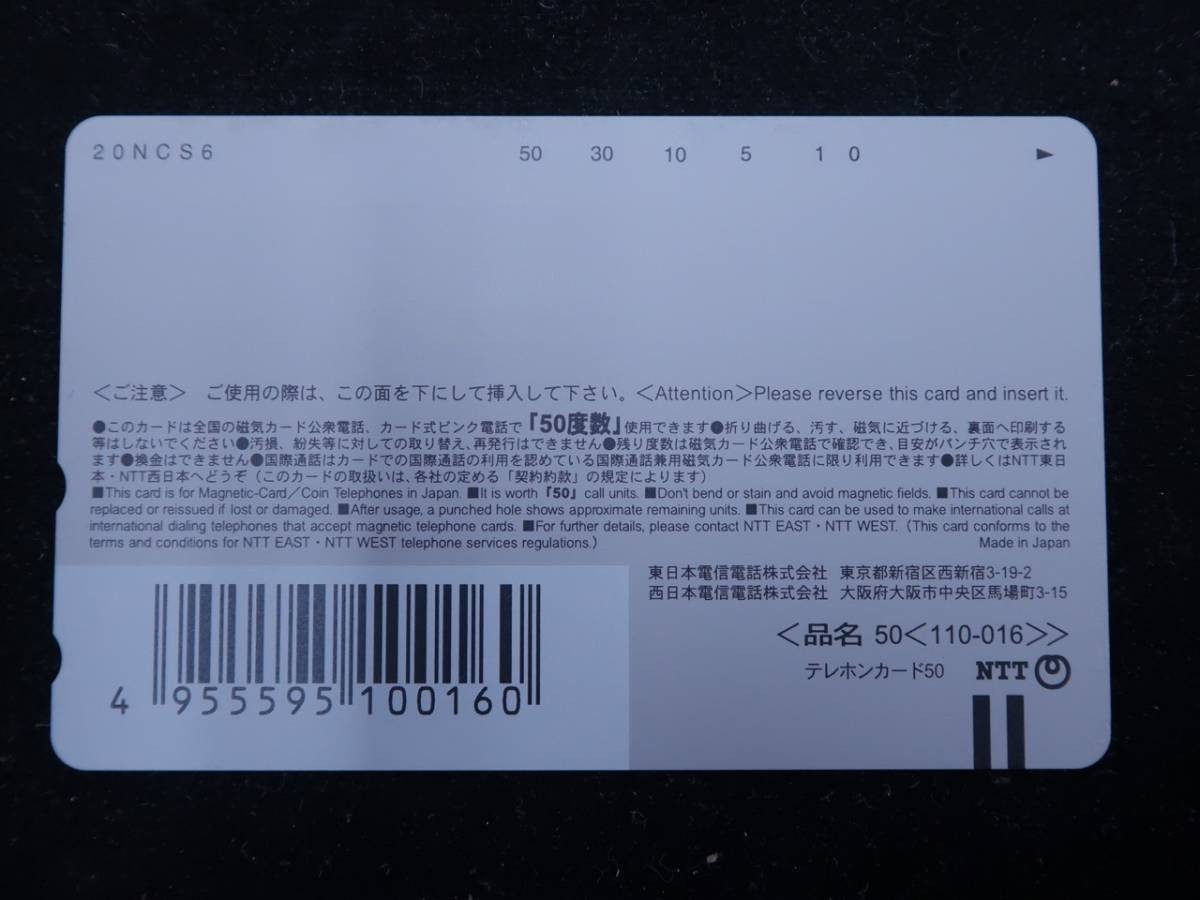 20NCS6 50 30 10 5 1 0 ►
＜ご注意＞ ご使用の際は、この面を下にして挿入して下さい。＜Attention＞Please reverse this card and insert it.
●このカードは全国の磁気カード公衆電話、カード式ピンク電話で「50度数」使用できます●折り曲げる、汚す、磁気に近づける、裏面へ印刷する
等はしないでください●汚損、紛失等に対しての取り替え、再発行はできません●残り度数は磁気カード公衆電話で確認でき、目安がパンチ穴で表示され
ます●換金はできません●国際通話はカードでの国際通話の利用を認めている国際通話兼用磁気カード公衆電話に限り利用できます●詳しくはNTT東日
本・NTT西日本へどうぞ（このカードの取扱いは、各社の定める「契約約款」の規定によります）
■This card is for Magnetic-Card／Coin Telephones in Japan. ■It is worth「50」call units. ■Don't bend or stain and avoid magnetic fields. ■This card cannot be
replaced or reissued if lost or damaged. ■After usage, a punched hole shows approximate remaining units. ■This card can be used to make international calls at
international dialing telephones that accept magnetic telephone cards. ■For further details, please contact NTT EAST・NTT WEST.（This card conforms to the
terms and conditions for NTT EAST・NTT WEST telephone services regulations.） Made in Japan
東日本電信電話株式会社 東京都新宿区西新宿3-19-2
西日本電信電話株式会社 大阪府大阪市中央区馬場町3-15
＜品名 50＜110-016＞＞
テレホンカード50 NTT
4 955595 100160